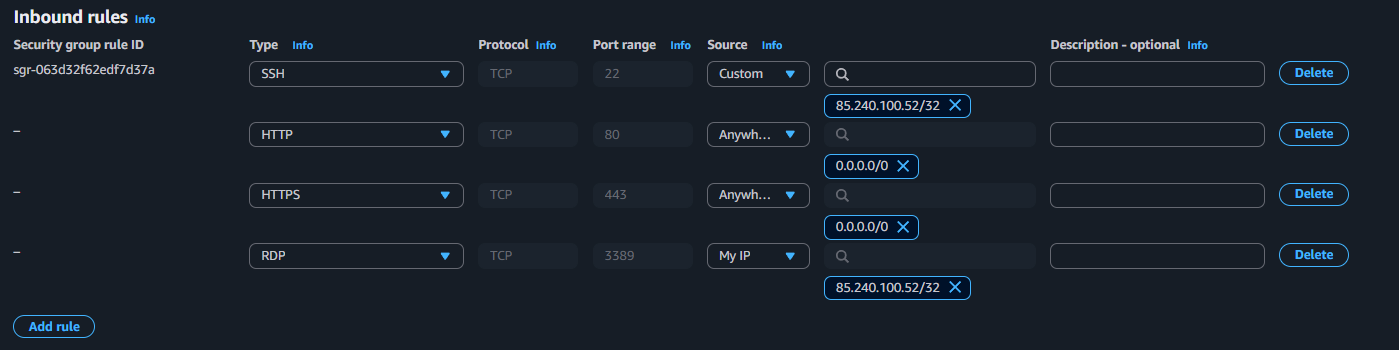 Inbound rules Info
Security group rule ID Type Info Protocol Info Port range Info Source Info Description - optional Info
sgr-063d32f62edf7d37a SSH TCP 22 Custom Delete
85.240.100.52/32
– HTTP TCP 80 Anywh... Delete
0.0.0.0/0
– HTTPS TCP 443 Anywh... Delete
0.0.0.0/0
– RDP TCP 3389 My IP Delete
85.240.100.52/32
Add rule